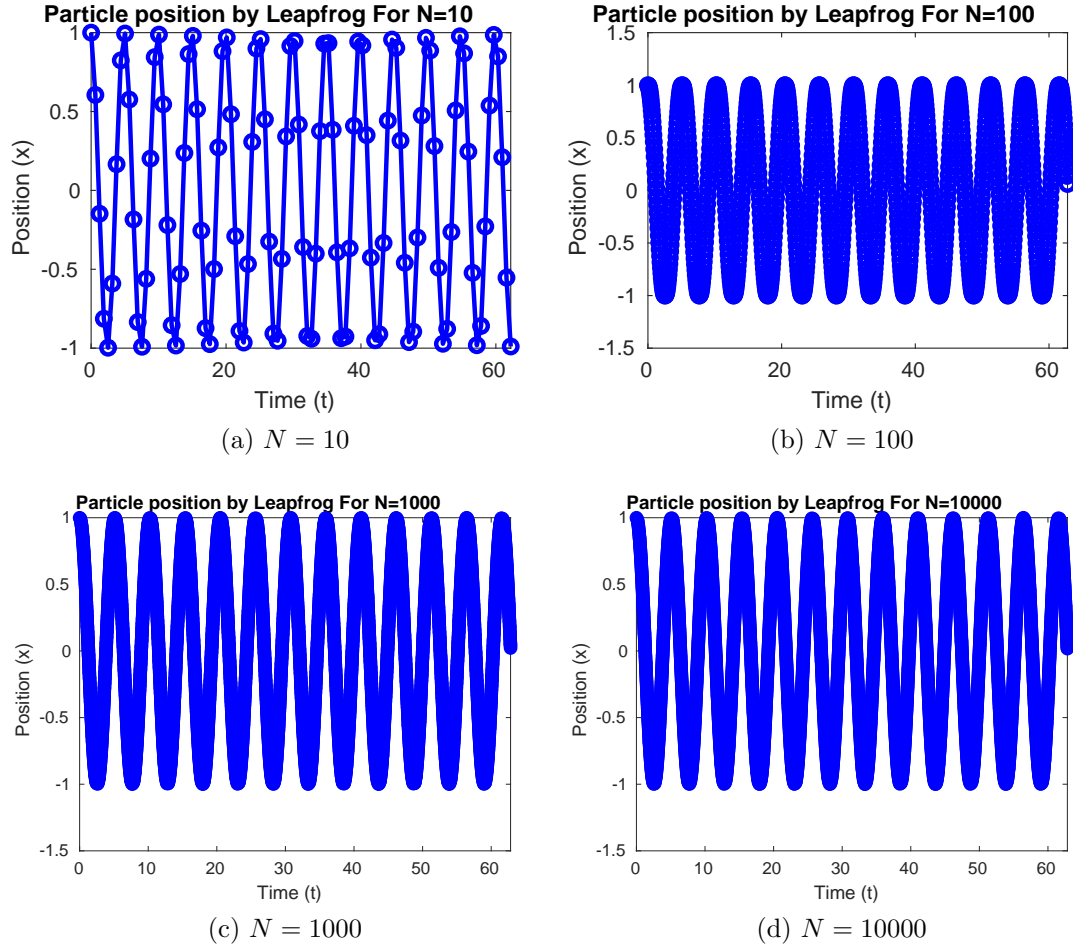 Particle position by Leapfrog For N=10
1
0.5
0
-0.5
-1
Position (x)
0
20
40
60
Time (t)
(a) N = 10
Particle position by Leapfrog For N=100
1.5
1
0.5
0
-0.5
-1
-1.5
Position (x)
0
20
40
60
Time (t)
(b) N = 100
Particle position by Leapfrog For N=1000
1
0.5
0
-0.5
-1
-1.5
Position (x)
0
10
20
30
40
50
60
Time (t)
(c) N = 1000
Particle position by Leapfrog For N=10000
1
0.5
0
-0.5
-1
-1.5
Position (x)
0
10
20
30
40
50
60
Time (t)
(d) N = 10000